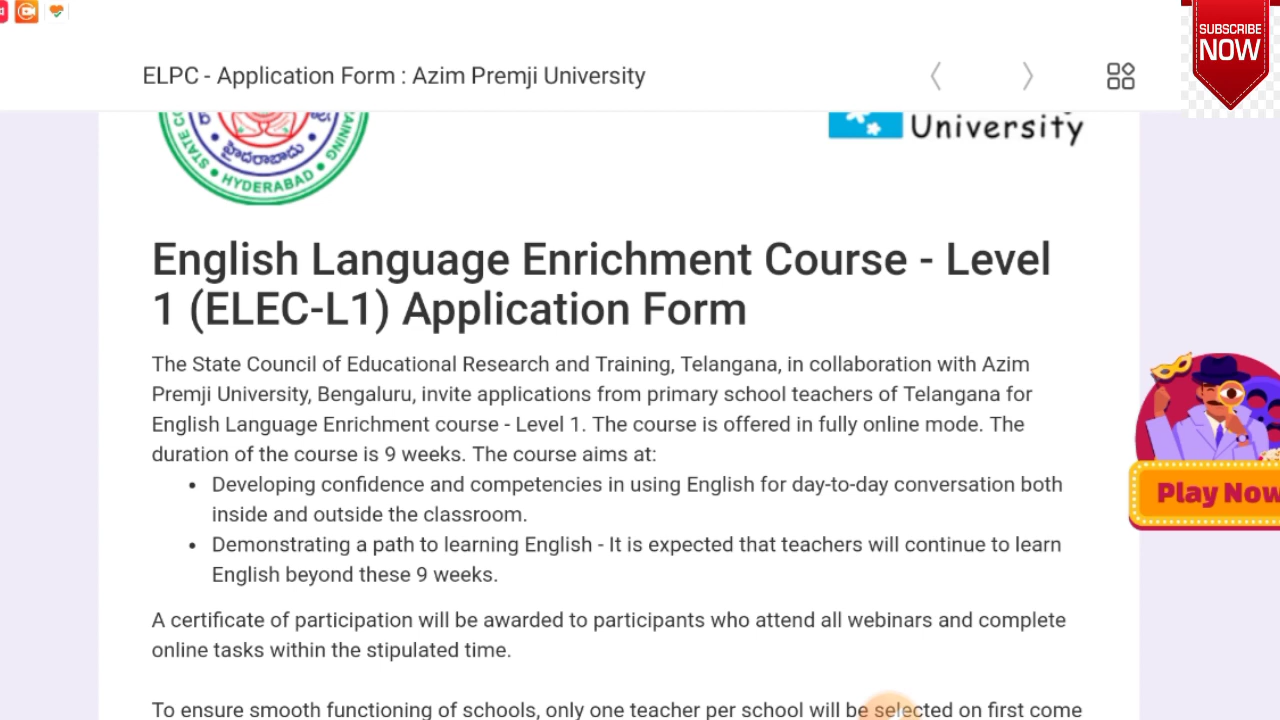 SUBSCRIBE
NOW
ELPC - Application Form : Azim Premji University
హైదరాబాదు
HYDERABAD
University
English Language Enrichment Course - Level
1 (ELEC-L1) Application Form
The State Council of Educational Research and Training, Telangana, in collaboration with Azim
Premji University, Bengaluru, invite applications from primary school teachers of Telangana for
English Language Enrichment course - Level 1. The course is offered in fully online mode. The
duration of the course is 9 weeks. The course aims at:
• Developing confidence and competencies in using English for day-to-day conversation both
inside and outside the classroom.
• Demonstrating a path to learning English - It is expected that teachers will continue to learn
English beyond these 9 weeks.
Play Now
A certificate of participation will be awarded to participants who attend all webinars and complete
online tasks within the stipulated time.
To ensure smooth functioning of schools, only one teacher per school will be selected on first come